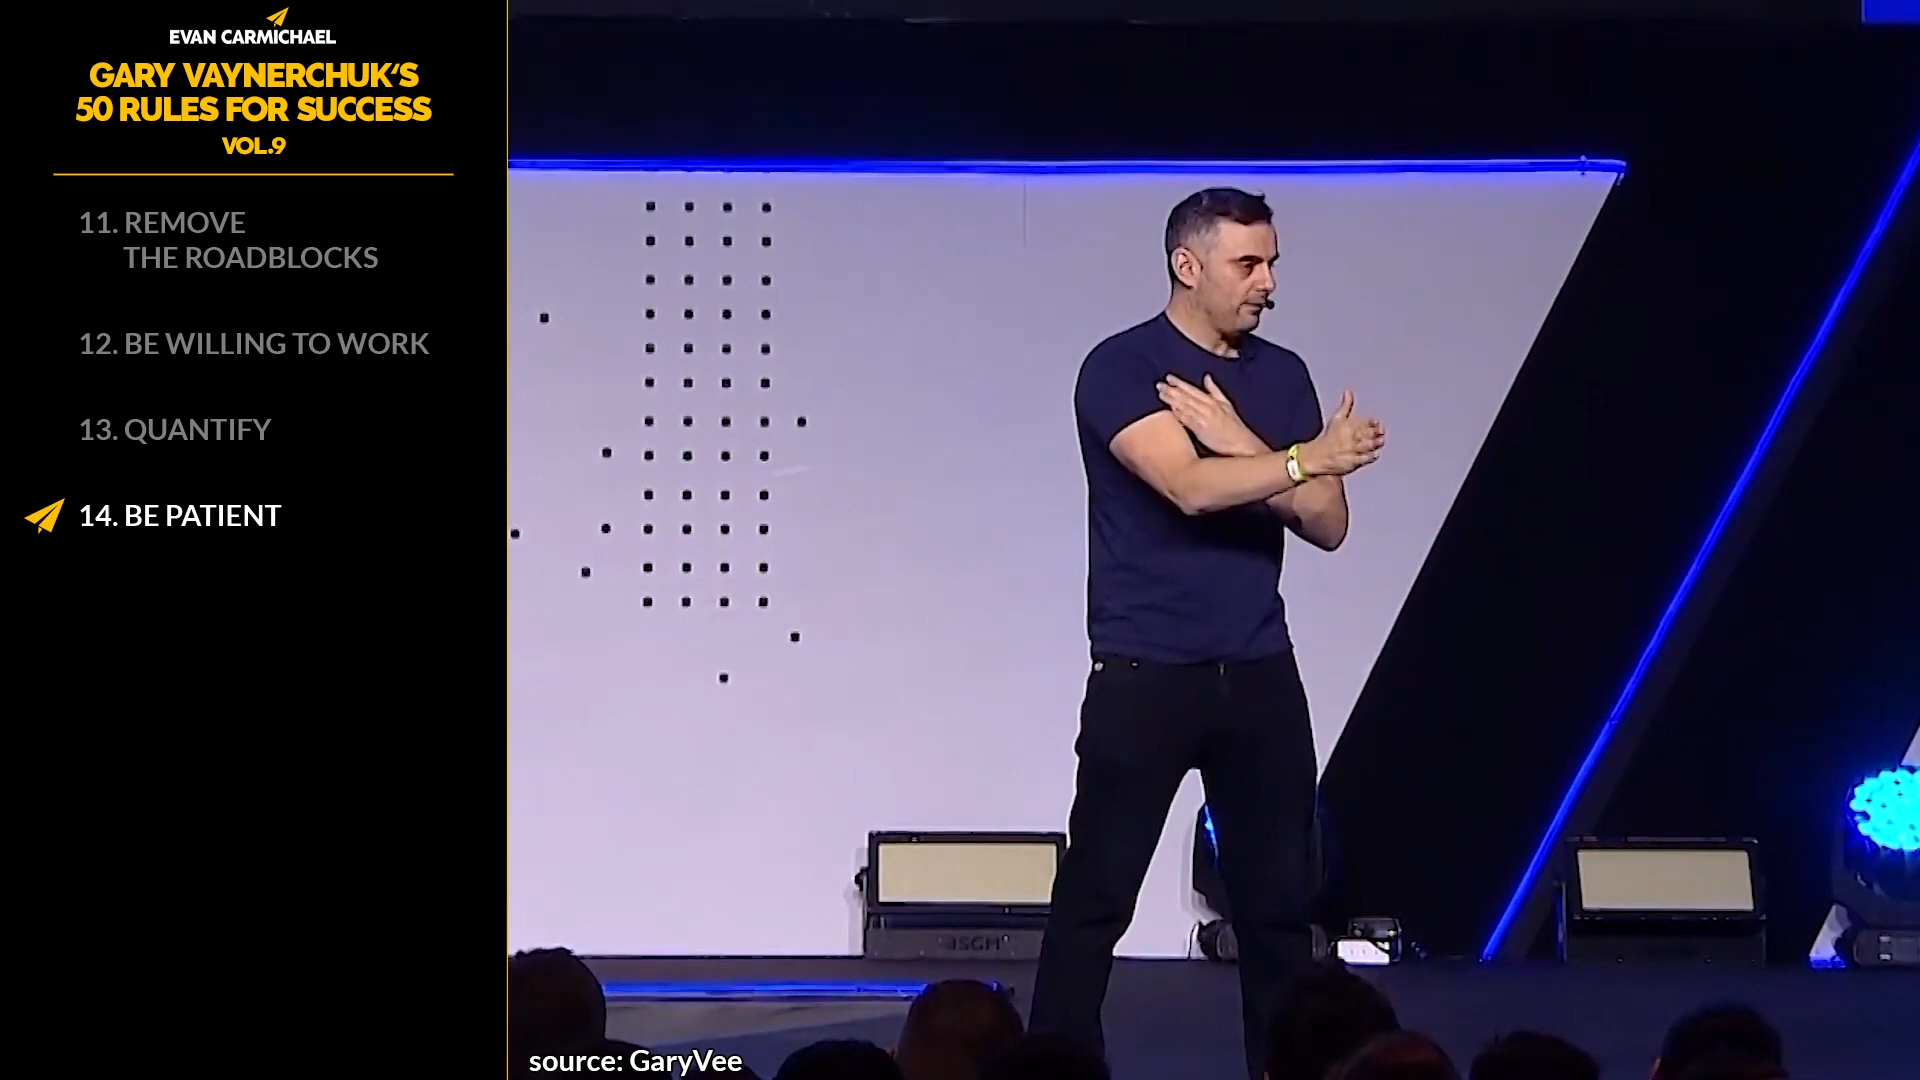 EVAN CARMICHAEL
GARY VAYNERCHUK'S
50 RULES FOR SUCCESS
VOL.9
11. REMOVE
THE ROADBLOCKS
12. BE WILLING TO WORK
13. QUANTIFY
14. BE PATIENT
SGM
source: GaryVee